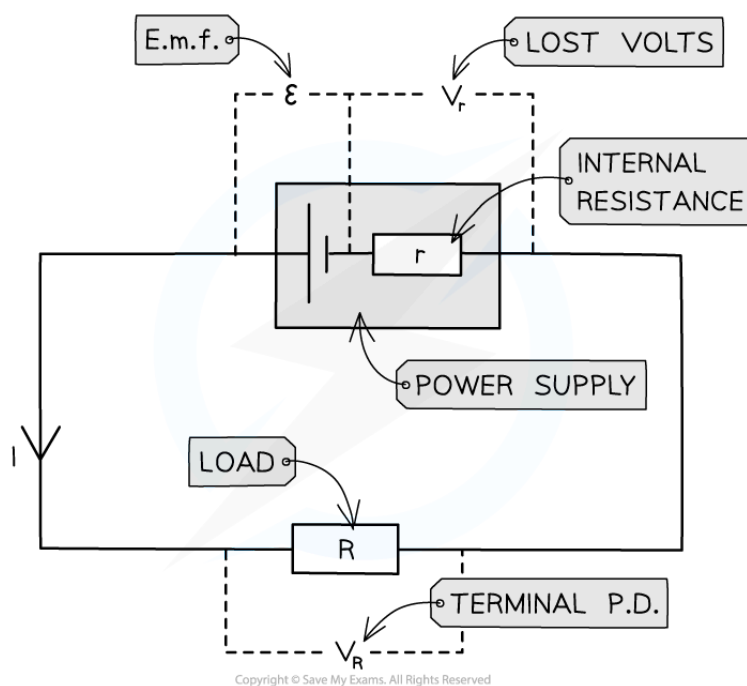 E.m.f.
LOST VOLTS
ε
Vr
INTERNAL
RESISTANCE
r
POWER SUPPLY
I
LOAD
R
TERMINAL P.D.
VR
Copyright © Save My Exams. All Rights Reserved